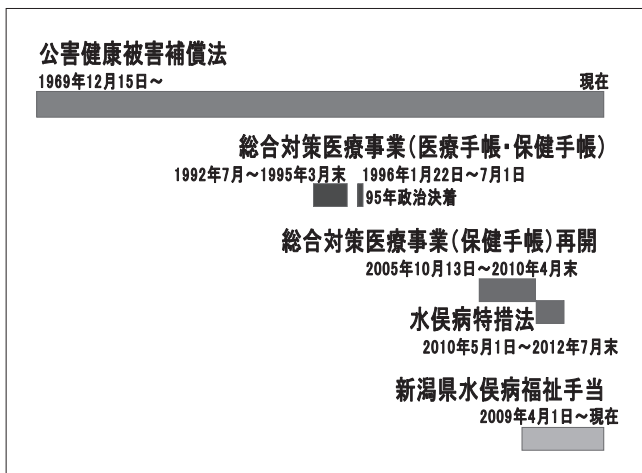 公害健康被害補償法
1969年12月15日～ 現在
総合対策医療事業(医療手帳・保健手帳)
1992年7月～1995年3月末 1996年1月22日～7月1日
95年政治決着
総合対策医療事業(保健手帳)再開
2005年10月13日～2010年4月末
水俣病特措法
2010年5月1日～2012年7月末
新潟県水俣病福祉手当
2009年4月1日～現在